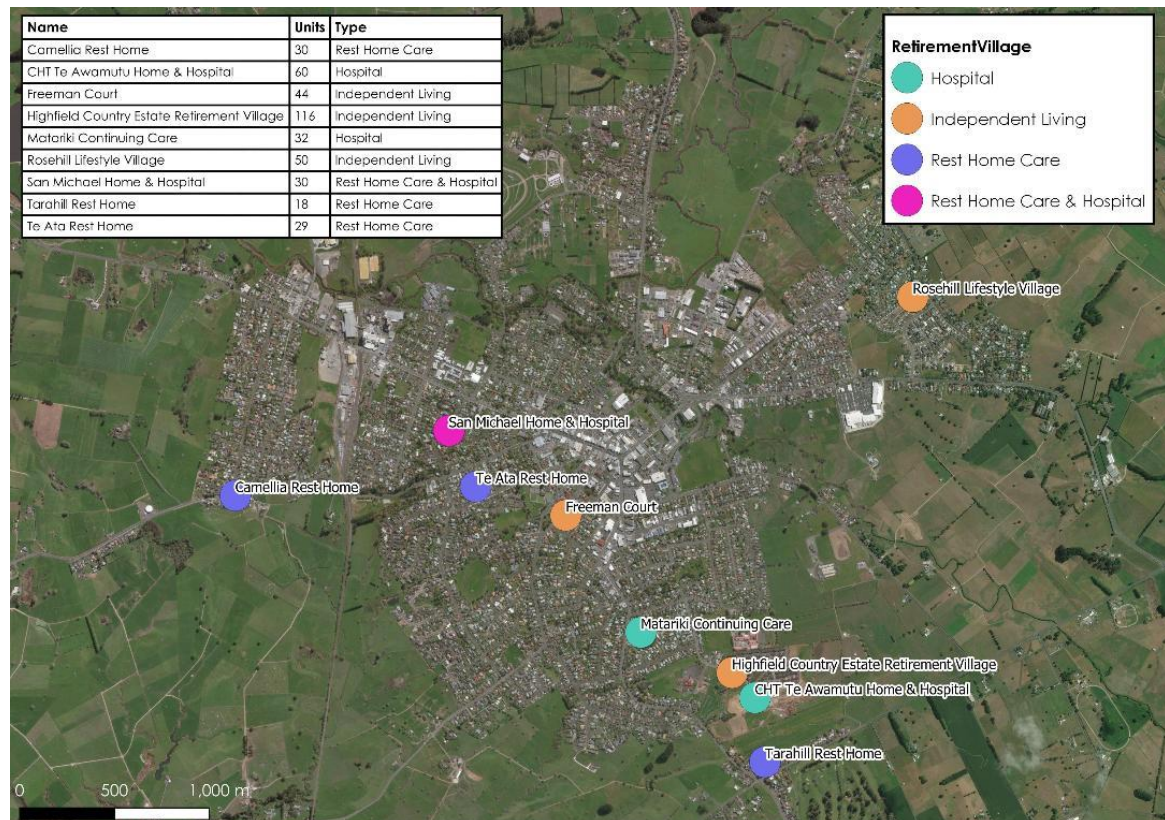 Name Units Type
Camellia Rest Home 30 Rest Home Care
CHT Te Awamutu Home & Hospital 60 Hospital
Freeman Court 44 Independent Living
Highfield Country Estate Retirement Village 116 Independent Living
Matariki Continuing Care 32 Hospital
Rosehill Lifestyle Village 50 Independent Living
San Michael Home & Hospital 30 Rest Home Care & Hospital
Tarahill Rest Home 18 Rest Home Care
Te Ata Rest Home 29 Rest Home Care
RetirementVillage
Hospital
Independent Living
Rest Home Care
Rest Home Care & Hospital
Rosehill Lifestyle Village
San Michael Home & Hospital
Te Ata Rest Home
Camellia Rest Home
Freeman Court
Matariki Continuing Care
Highfield Country Estate Retirement Village
CHT Te Awamutu Home & Hospital
Tarahill Rest Home
0 500 1,000 m